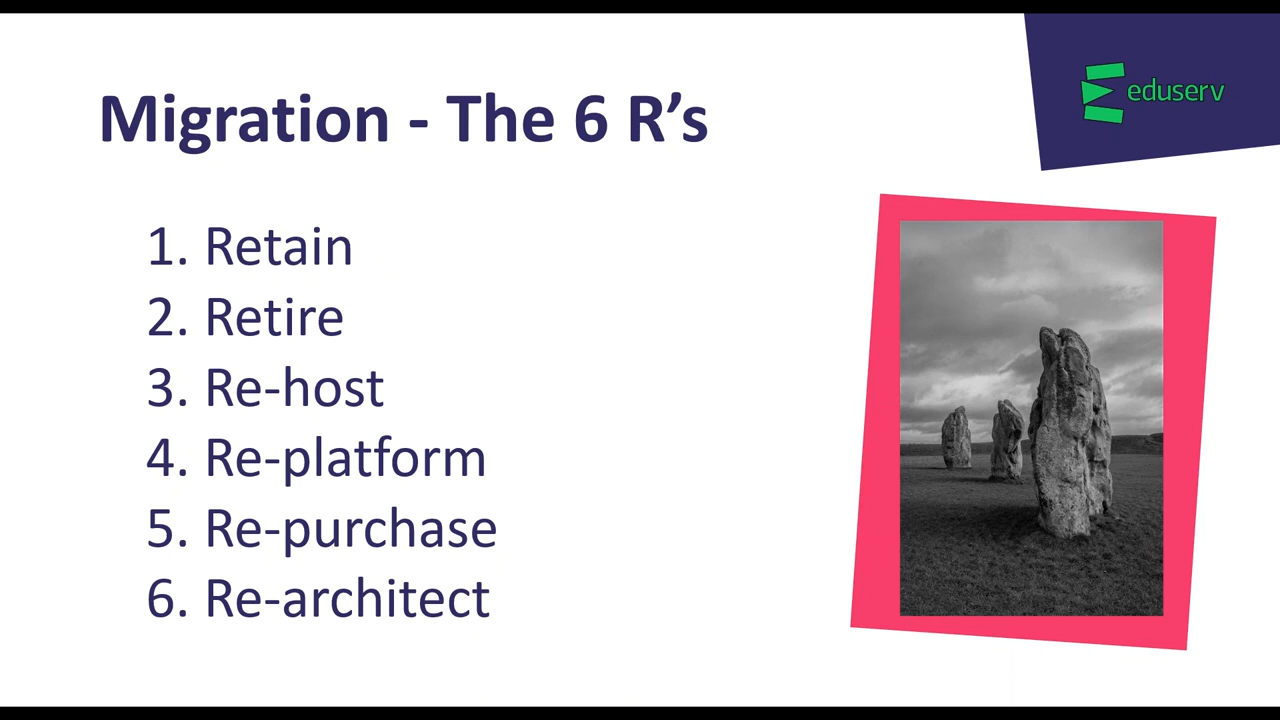 Migration - The 6 R’s
eduserv
1. Retain
2. Retire
3. Re-host
4. Re-platform
5. Re-purchase
6. Re-architect